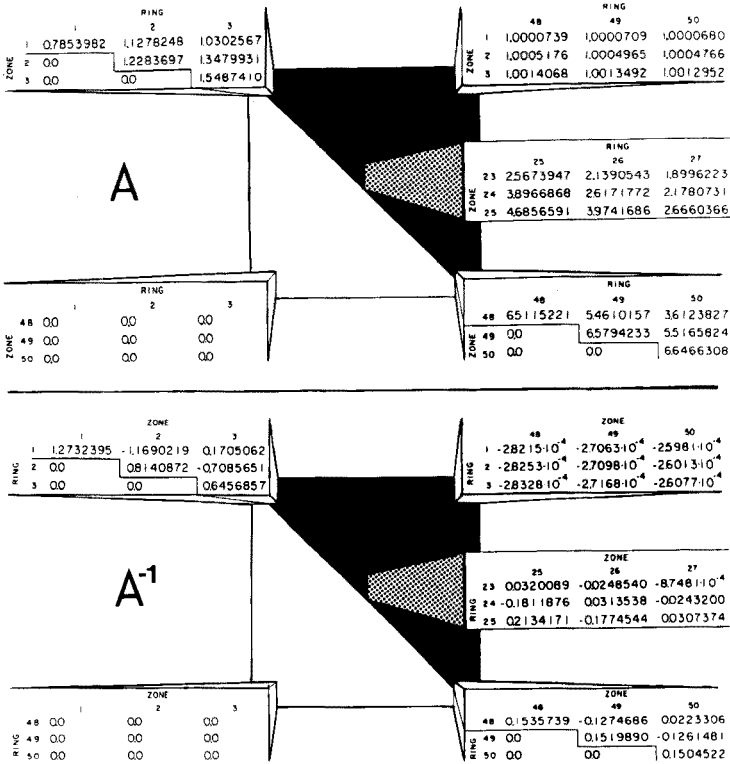 RING
1 2 3
ZONE
1 0.7853982 1.1278248 1.0302567
2 0.0 1.2283697 1.3479931
3 0.0 0.0 1.5487410
RING
48 49 50
ZONE
1 1.0000739 1.0000709 1.0000680
2 1.0005176 1.0004965 1.0004766
3 1.0014068 1.0013492 1.0012952
A
RING
25 26 27
ZONE
23 2.5673947 2.1390543 1.8996223
24 3.8966868 2.6171772 2.1780731
25 4.6856591 3.9741686 2.6660366
RING
1 2 3
ZONE
48 0.0 0.0 0.0
49 0.0 0.0 0.0
50 0.0 0.0 0.0
RING
48 49 50
ZONE
48 6.5115221 5.4610157 3.6123827
49 0.0 6.5794233 5.5165824
50 0.0 0.0 6.6466308
ZONE
1 2 3
RING
1 1.2732395 -1.1690219 0.1705062
2 0.0 0.8140872 -0.7085651
3 0.0 0.0 0.6456857
ZONE
48 49 50
RING
1 -2.8215·10⁻⁴ -2.7063·10⁻⁴ -2.5981·10⁻⁴
2 -2.8253·10⁻⁴ -2.7098·10⁻⁴ -2.6013·10⁻⁴
3 -2.8328·10⁻⁴ -2.7168·10⁻⁴ -2.6077·10⁻⁴
A⁻¹
ZONE
25 26 27
RING
23 0.0320089 -0.0248540 -8.7481·10⁻⁴
24 -0.1811876 0.0313538 -0.0243200
25 0.2134171 -0.1774544 0.0307374
ZONE
1 2 3
RING
48 0.0 0.0 0.0
49 0.0 0.0 0.0
50 0.0 0.0 0.0
ZONE
48 49 50
RING
48 0.1535739 -0.1274686 0.0223306
49 0.0 0.1519890 -0.1261481
50 0.0 0.0 0.1504522